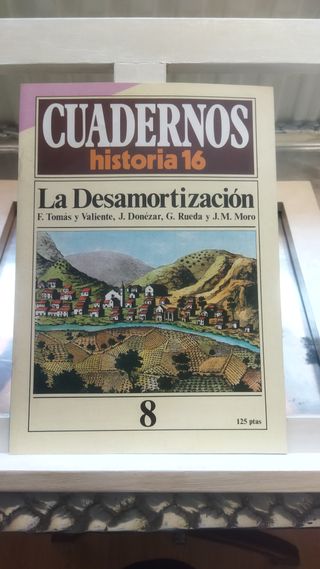 CUADERNOS
historia 16
La Desamortización
F. Tomás y Valiente, J. Donézar, G. Rueda y J. M. Moro
8
125 ptas